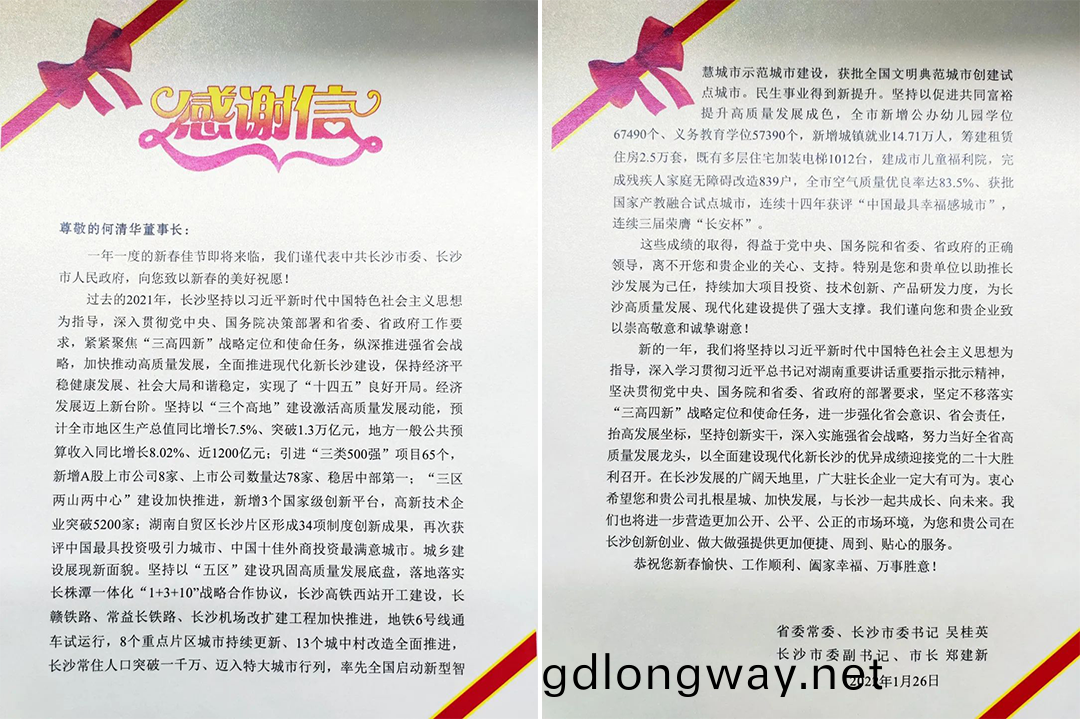 感谢信
尊敬的何清华董事长：
一年一度的新春佳节即将来临，我们谨代表中共长沙市委、长沙
市人民政府，向您致以新春的美好祝愿！
过去的2021年，长沙坚持以习近平新时代中国特色社会主义思想
为指导，深入贯彻党中央、国务院决策部署和省委、省政府工作要
求，紧紧聚焦“三高四新”战略定位和使命任务，纵深推进强省会战
略，加快推动高质量发展，全面推进现代化新长沙建设，保持经济平
稳健康发展、社会大局和谐稳定，实现了“十四五”良好开局。经济
发展迈上新台阶。坚持以“三个高地”建设激活高质量发展动能，预
计全市地区生产总值同比增长7.5%、突破1.3万亿元，地方一般公共预
算收入同比增长8.02%、近1200亿元；引进“三类500强”项目65个，
新增A股上市公司8家、上市公司数量达78家、稳居中部第一；“三区
两山两中心”建设加快推进，新增3个国家级创新平台，高新技术企
业突破5200家；湖南自贸区长沙片区形成34项制度创新成果，再次获
评中国最具投资吸引力城市、中国十佳外商投资最满意城市。城乡建
设展现新面貌。坚持以“五区”建设巩固高质量发展底盘，落地落实
长株潭一体化“1+3+10”战略合作协议，长沙高铁西站开工建设，长
赣铁路、常益长铁路、长沙机场改扩建工程加快推进，地铁6号线通
车试运行，8个重点片区城市持续更新、13个城中村改造全面推进，
长沙常住人口突破一千万、迈入特大城市行列，率先全国启动新型智
慧城市示范城市建设，获批全国文明典范城市创建试
点城市。民生事业得到新提升。坚持以促进共同富裕
提升高质量发展成色，全市新增公办幼儿园学位
67490个、义务教育学位57390个，新增城镇就业14.71万人，筹建租赁
住房2.5万套，既有多层住宅加装电梯1012台，建成市儿童福利院，完
成残疾人家庭无障碍改造839户，全市空气质量优良率达83.5%、获批
国家产教融合试点城市，连续十四年获评“中国最具幸福感城市”，
连续三届荣膺“长安杯”。
这些成绩的取得，得益于党中央、国务院和省委、省政府的正确
领导，离不开您和贵企业的关心、支持。特别是您和贵单位以助推长
沙发展为己任，持续加大项目投资、技术创新、产品研发力度，为长
沙高质量发展、现代化建设提供了强大支撑。我们谨向您和贵企业致
以崇高敬意和诚挚谢意！
新的一年，我们将坚持以习近平新时代中国特色社会主义思想为
指导，深入学习贯彻习近平总书记对湖南重要讲话重要指示批示精神，
坚决贯彻党中央、国务院和省委、省政府的部署要求，坚定不移落实
“三高四新”战略定位和使命任务，进一步强化省会意识、省会责任，
抬高发展坐标，坚持创新实干，深入实施强省会战略，努力当好全省高
质量发展龙头，以全面建设现代化新长沙的优异成绩迎接党的二十大胜
利召开。在长沙发展的广阔天地里，广大驻长企业一定大有可为。衷心
希望您和贵公司扎根星城、加快发展，与长沙一起共成长、向未来。我
们也将进一步营造更加公开、公平、公正的市场环境，为您和贵公司在
长沙创新创业、做大做强提供更加便捷、周到、贴心的服务。
恭祝您新春愉快、工作顺利、阖家幸福、万事胜意！
省委常委、长沙市委书记 吴桂英
长沙市委副书记、市长 郑建新
2022年1月26日
gdlongway.net